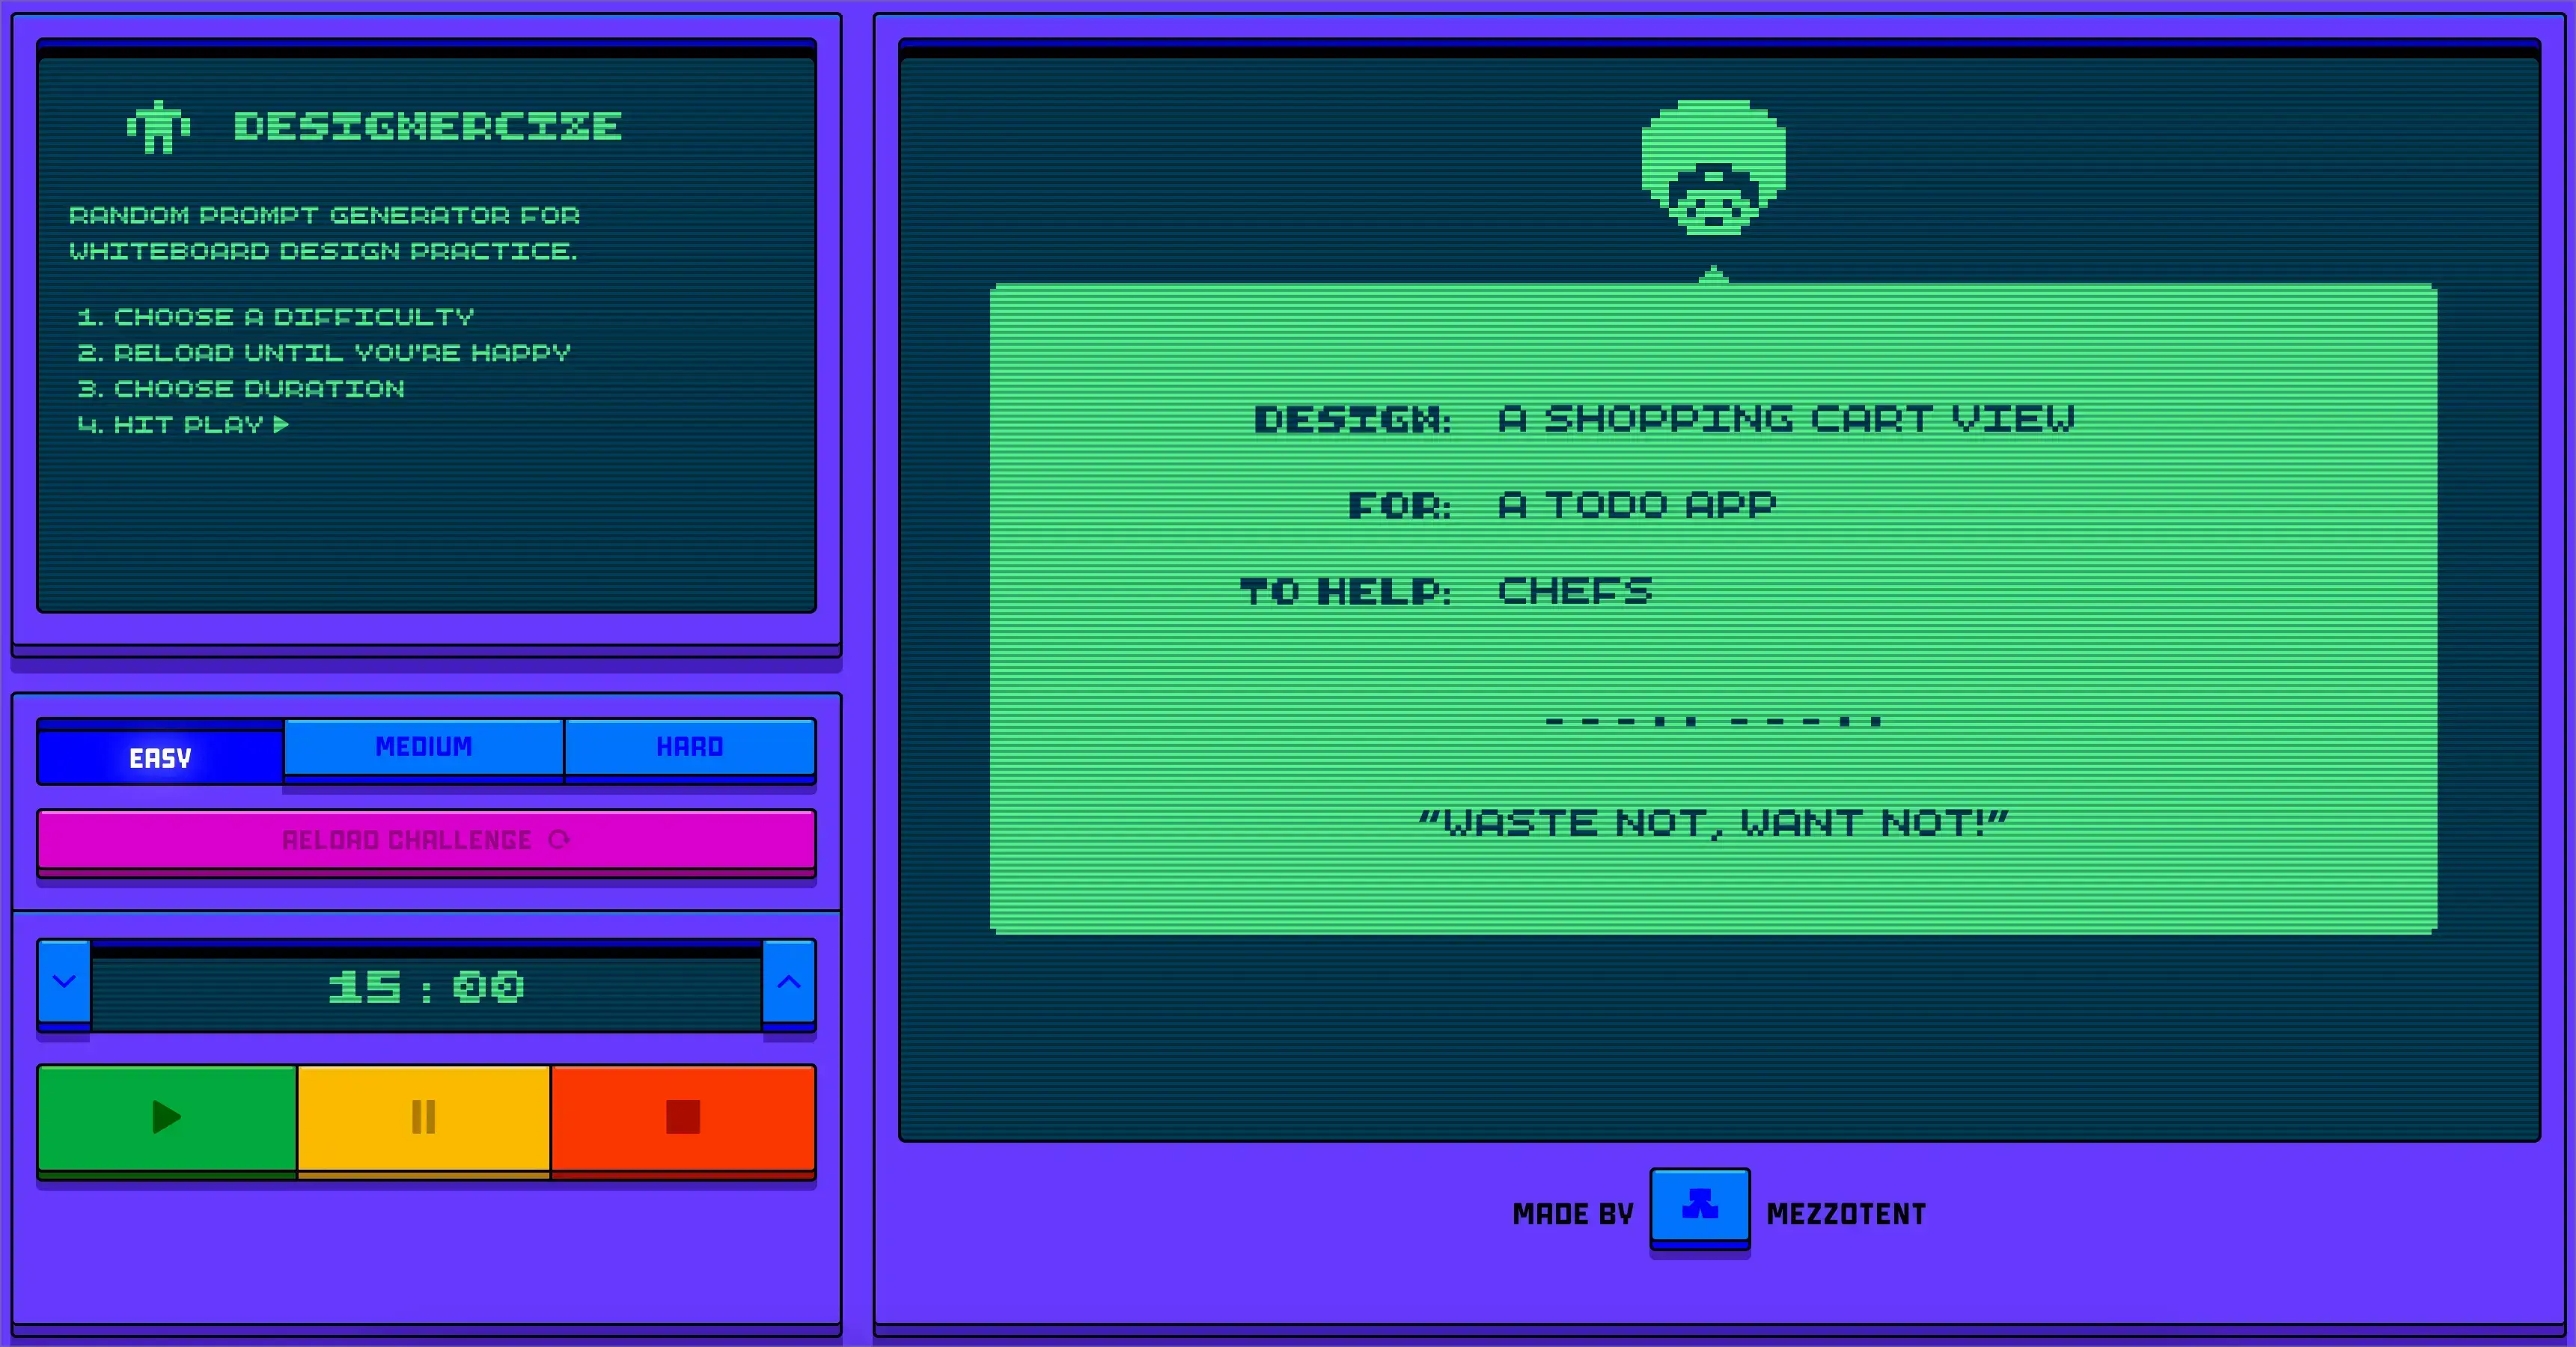 DESIGNERCIZE
RANDOM PROMPT GENERATOR FOR
WHITEBOARD DESIGN PRACTICE.
1. CHOOSE A DIFFICULTY
2. RELOAD UNTIL YOU'RE HAPPY
3. CHOOSE DURATION
4. HIT PLAY
EASY MEDIUM HARD
RELOAD CHALLENGE
15:00
DESIGN: A SHOPPING CART VIEW
FOR: A TODO APP
TO HELP: CHEFS
---.. ---..
"WASTE NOT, WANT NOT!"
MADE BY MEZZOTENT